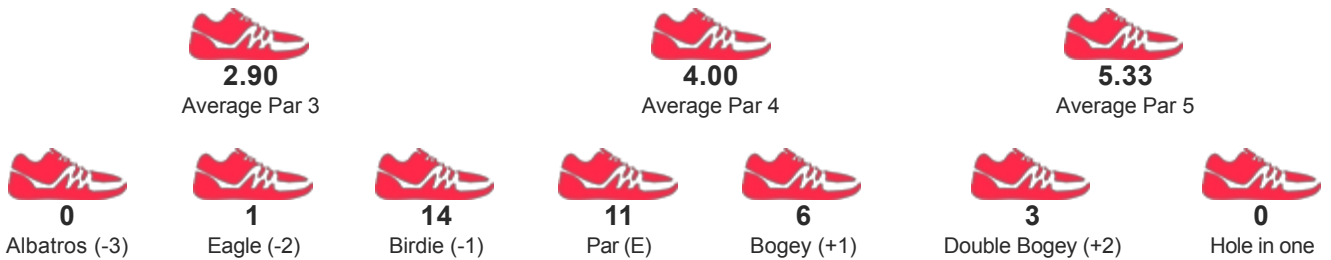 2.90 4.00 5.33
Average Par 3 Average Par 4 Average Par 5
0 1 14 11 6 3 0
Albatros (-3) Eagle (-2) Birdie (-1) Par (E) Bogey (+1) Double Bogey (+2) Hole in one